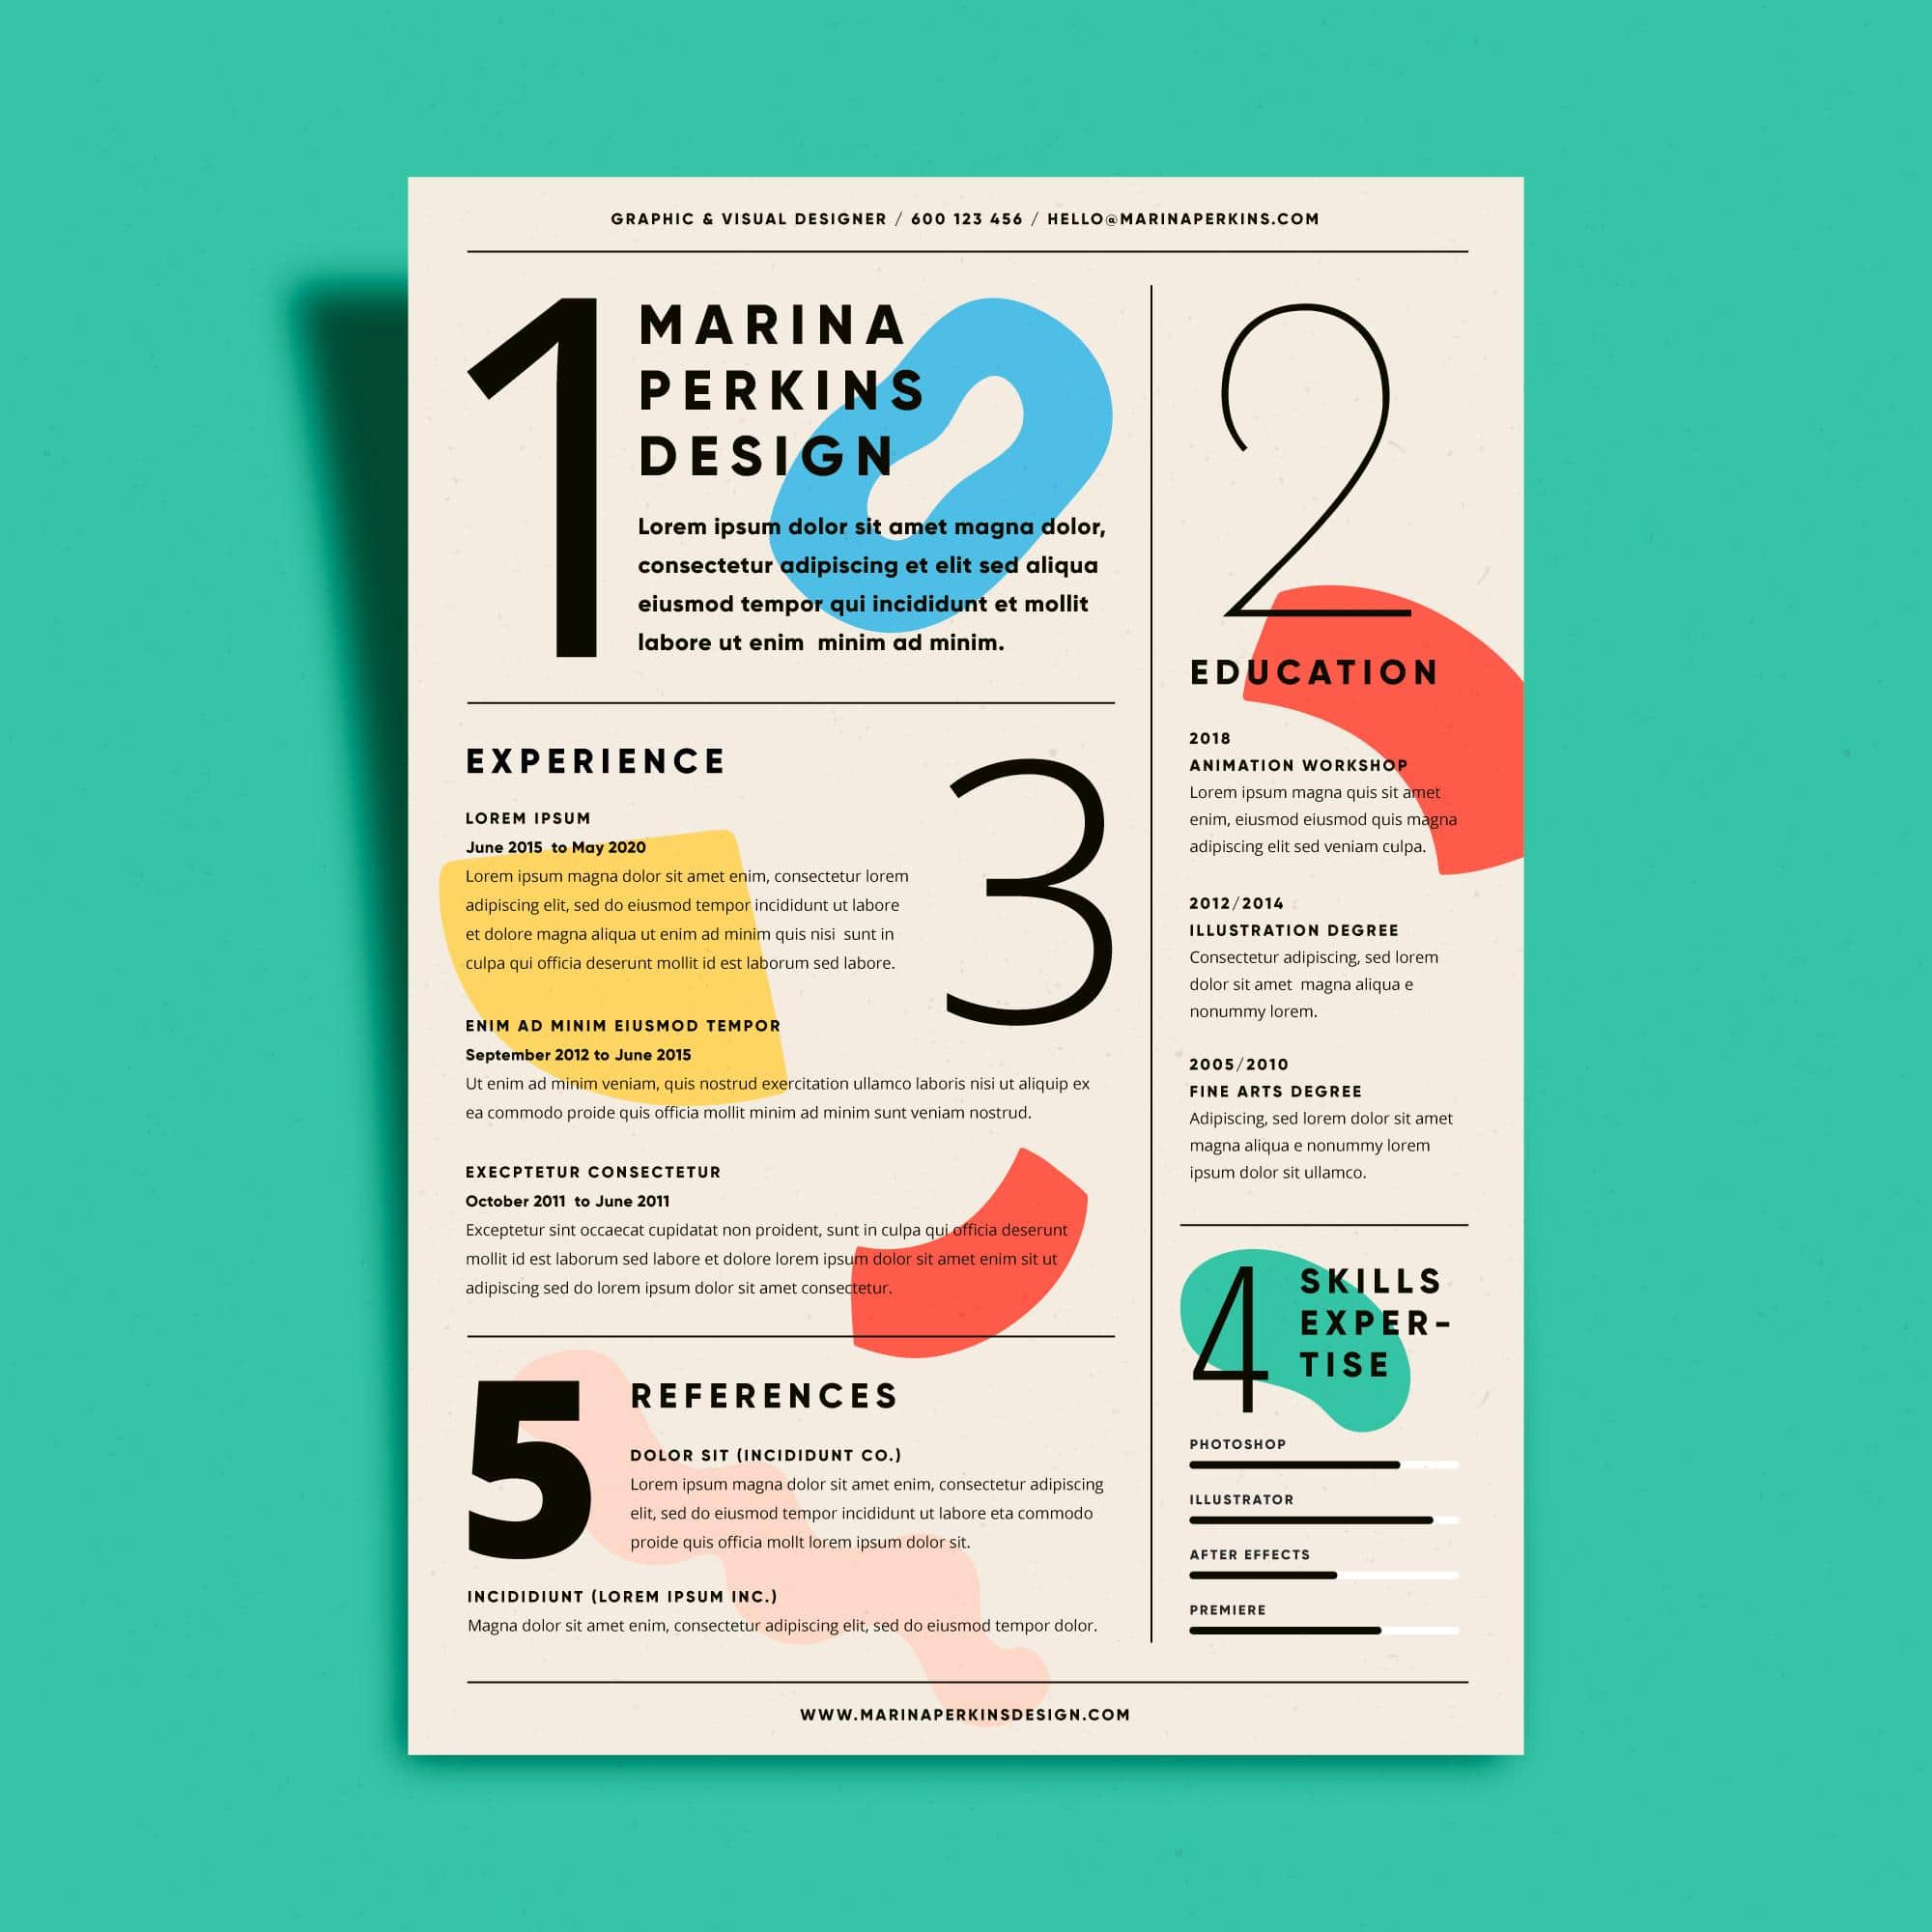 GRAPHIC & VISUAL DESIGNER / 600 123 456 / HELLO@MARINAPERKINS.COM
1
MARINA
PERKINS
DESIGN
Lorem ipsum dolor sit amet magna dolor,
consectetur adipiscing et elit sed aliqua
eiusmod tempor qui incididunt et mollit
labore ut enim  minim ad minim.
2
EDUCATION
2018
ANIMATION WORKSHOP
Lorem ipsum magna quis sit amet
enim, eiusmod eiusmod quis magna
adipiscing elit sed veniam culpa.
2012/2014
ILLUSTRATION DEGREE
Consectetur adipiscing, sed lorem
dolor sit amet  magna aliqua e
nonummy lorem.
2005/2010
FINE ARTS DEGREE
Adipiscing, sed lorem dolor sit amet
magna aliqua e nonummy lorem
ipsum dolor sit ullamco.
EXPERIENCE
3
LOREM IPSUM
June 2015  to May 2020
Lorem ipsum magna dolor sit amet enim, consectetur lorem
adipiscing elit, sed do eiusmod tempor incididunt ut labore
et dolore magna aliqua ut enim ad minim quis nisi  sunt in
culpa qui officia deserunt mollit id est laborum sed labore.
ENIM AD MINIM EIUSMOD TEMPOR
September 2012 to June 2015
Ut enim ad minim veniam, quis nostrud exercitation ullamco laboris nisi ut aliquip ex
ea commodo proide quis officia mollit minim ad minim sunt veniam nostrud.
EXECPTETUR CONSECTETUR
October 2011  to June 2011
Exceptetur sint occaecat cupidatat non proident, sunt in culpa qui officia deserunt
mollit id est laborum sed labore et dolore lorem ipsum dolor sit amet enim sit ut
adipiscing sed do lorem ipsum dolor sit amet consectetur.
4
SKILLS
EXPER-
TISE
PHOTOSHOP
ILLUSTRATOR
AFTER EFFECTS
PREMIERE
5
REFERENCES
DOLOR SIT (INCIDIDUNT CO.)
Lorem ipsum magna dolor sit amet enim, consectetur adipiscing
elit, sed do eiusmod tempor incididunt ut labore eta commodo
proide quis officia mollt lorem ipsum dolor sit.
INCIDIDIUNT (LOREM IPSUM INC.)
Magna dolor sit amet enim, consectetur adipiscing elit, sed do eiusmod tempor dolor.
WWW.MARINAPERKINSDESIGN.COM